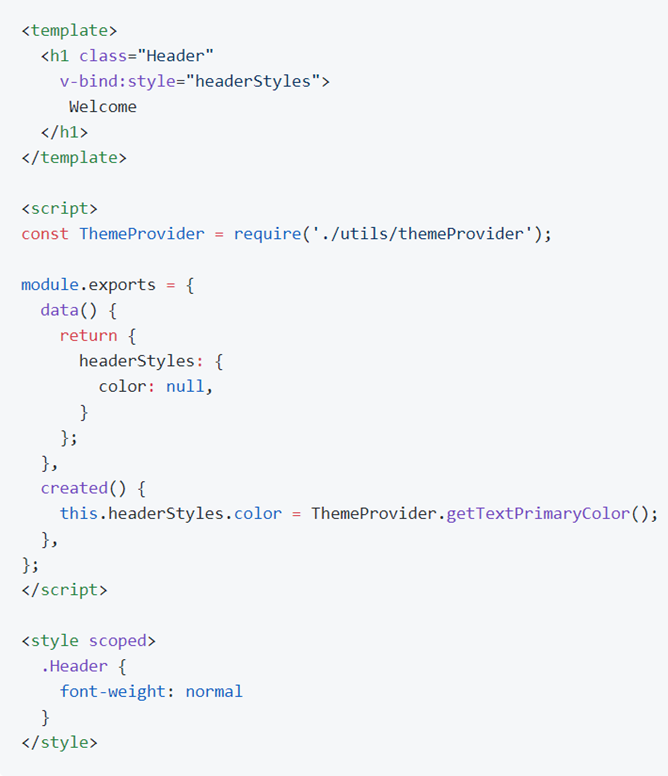 <template>
  <h1 class="Header"
    v-bind:style="headerStyles">
     Welcome
  </h1>
</template>

<script>
const ThemeProvider = require('./utils/themeProvider');

module.exports = {
  data() {
    return {
      headerStyles: {
        color: null,
      }
    };
  },
  created() {
    this.headerStyles.color = ThemeProvider.getTextPrimaryColor();
  },
};
</script>

<style scoped>
  .Header {
    font-weight: normal
  }
</style>